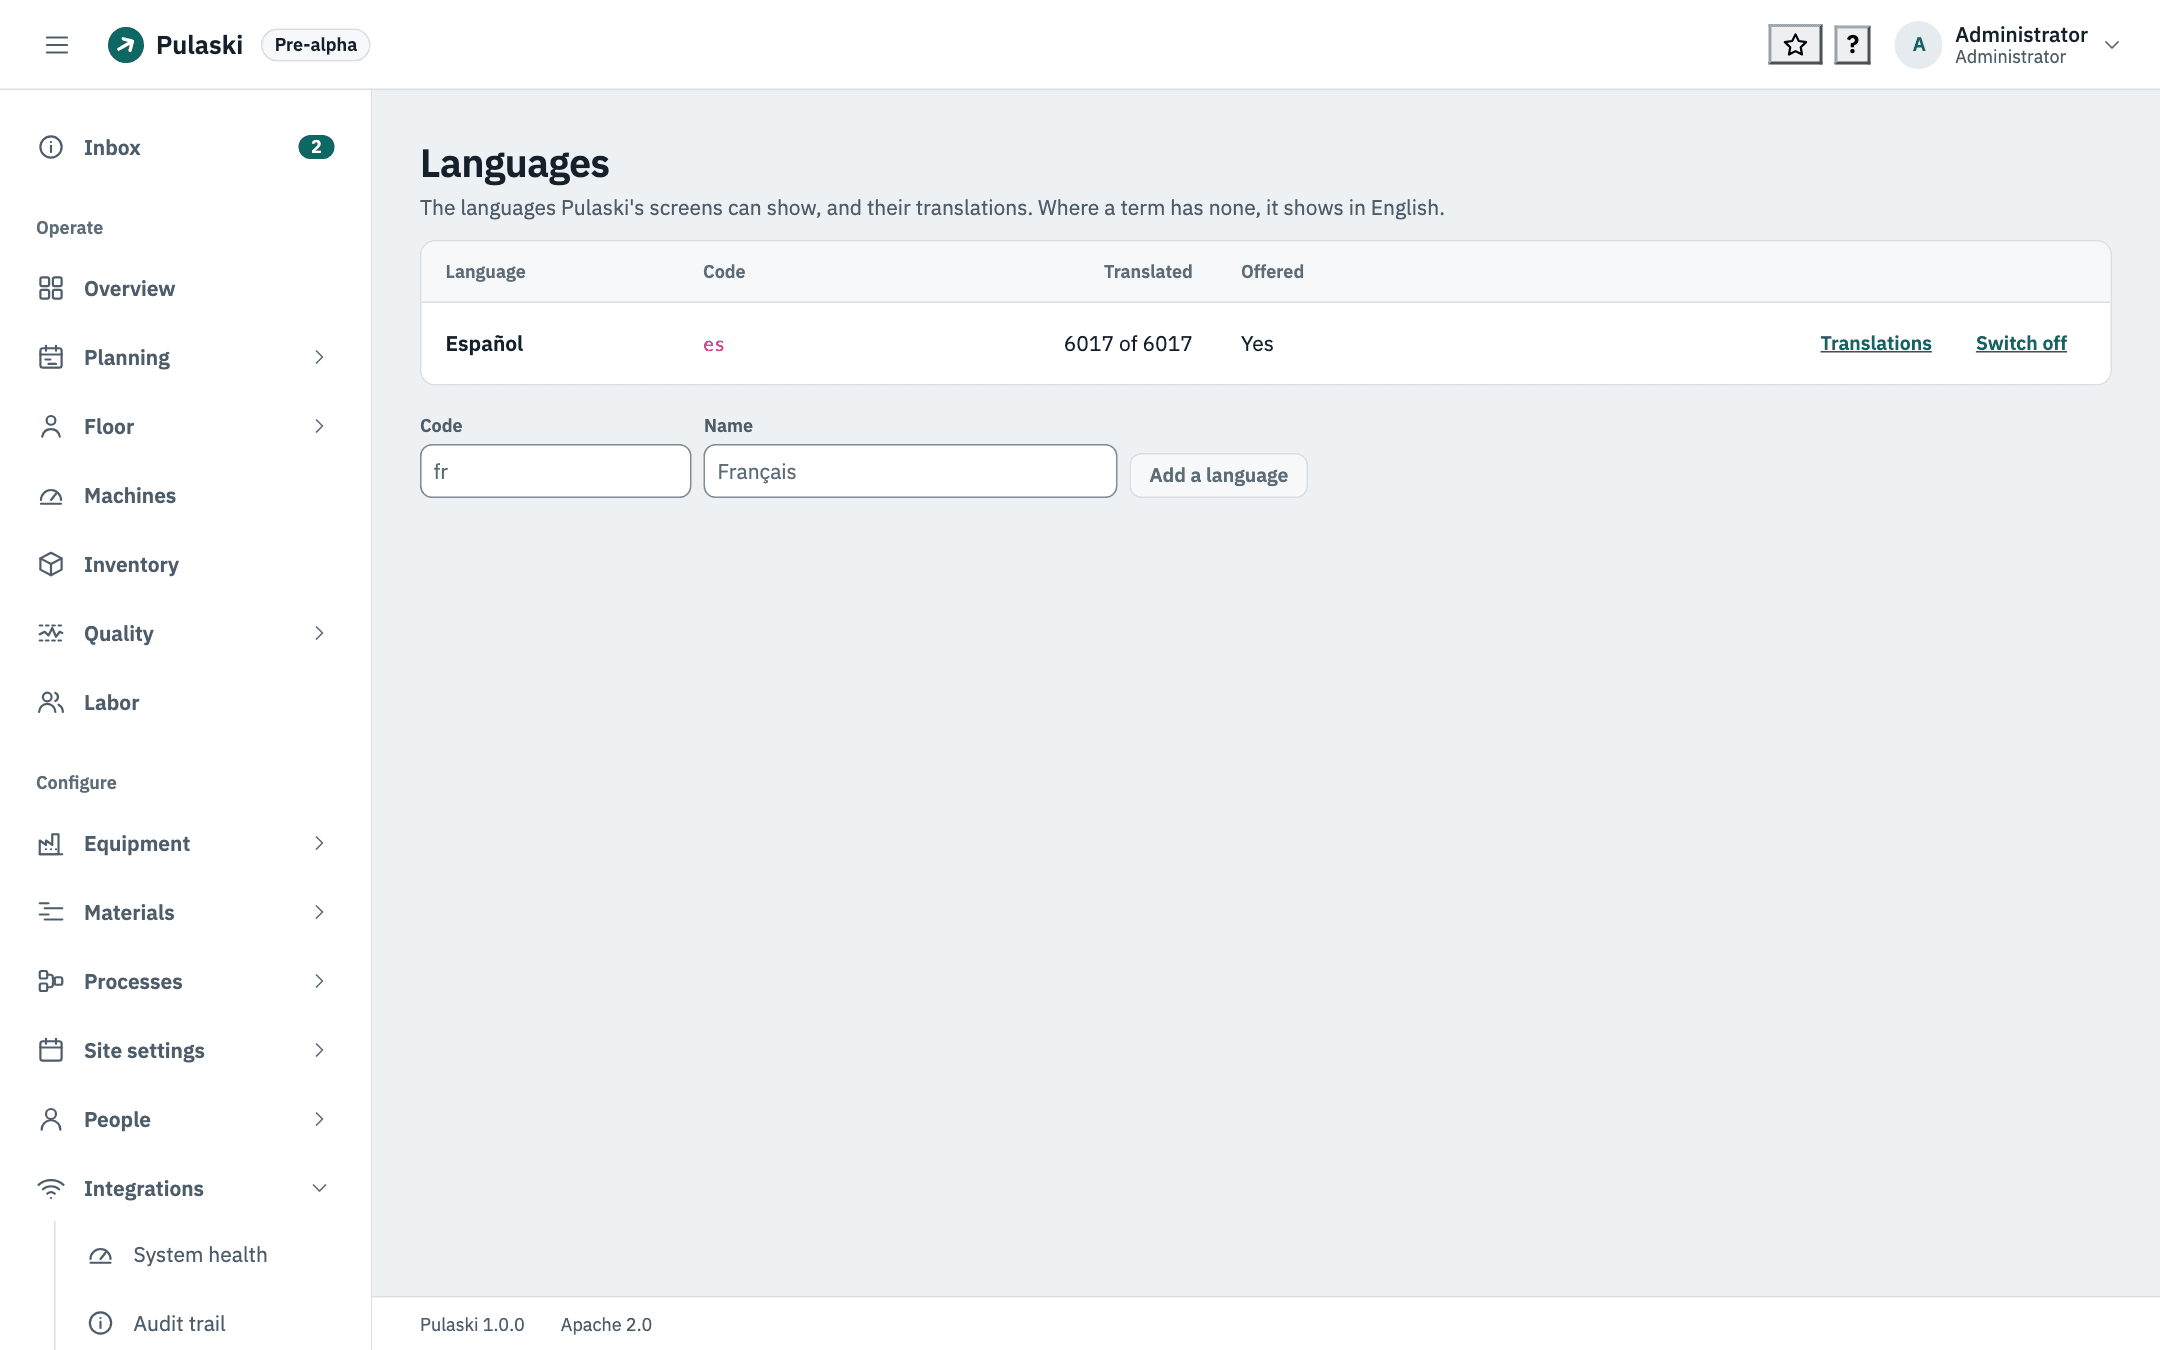 Pulaski Pre-alpha
? A Administrator
Administrator
Inbox 2
Operate
Overview
Planning
Floor
Machines
Inventory
Quality
Labor
Configure
Equipment
Materials
Processes
Site settings
People
Integrations
System health
Audit trail
Languages
The languages Pulaski's screens can show, and their translations. Where a term has none, it shows in English.
Language Code Translated Offered
Español es 6017 of 6017 Yes Translations Switch off
Code Name
fr Français Add a language
Pulaski 1.0.0 Apache 2.0